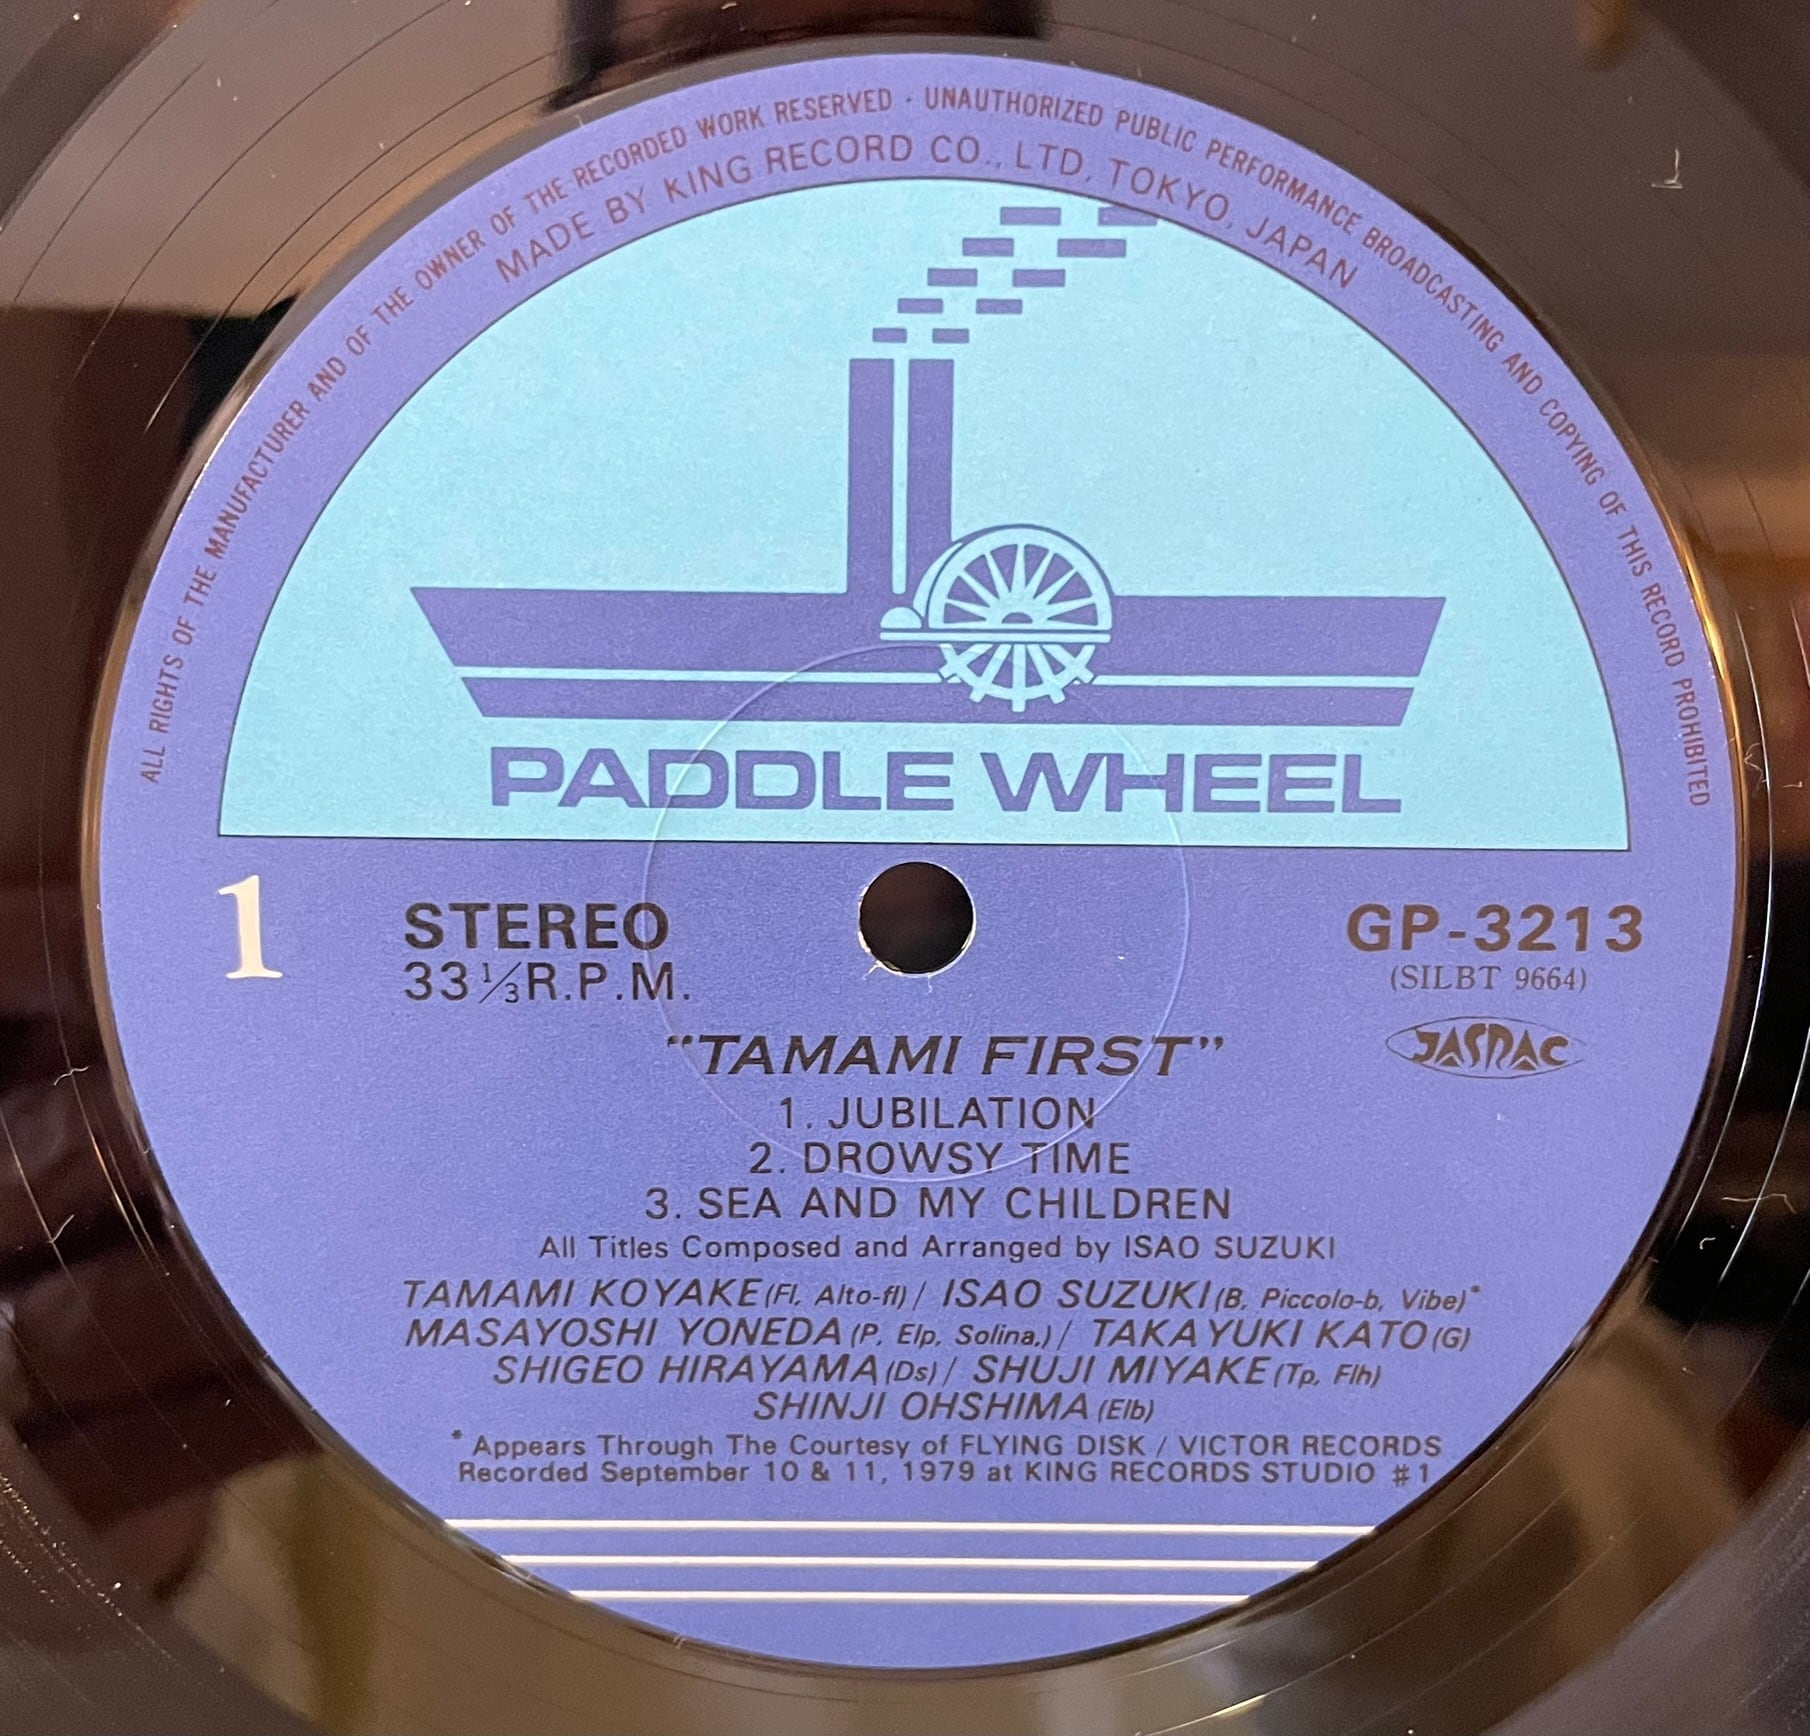 ALL RIGHTS OF THE MANUFACTURER AND OF THE OWNER OF THE RECORDED WORK RESERVED · UNAUTHORIZED PUBLIC PERFORMANCE BROADCASTING AND COPYING OF THIS RECORD PROHIBITED
MADE BY KING RECORD CO., LTD, TOKYO, JAPAN
PADDLE WHEEL
1
STEREO
33⅓R.P.M.
GP-3213
(SILBT 9664)
JASRAC
"TAMAMI FIRST"
1. JUBILATION
2. DROWSY TIME
3. SEA AND MY CHILDREN
All Titles Composed and Arranged by ISAO SUZUKI
TAMAMI KOYAKE (Fl, Alto-fl) / ISAO SUZUKI (B, Piccolo-b, Vibe)*
MASAYOSHI YONEDA (P, Elp, Solina,) / TAKAYUKI KATO (G)
SHIGEO HIRAYAMA (Ds) / SHUJI MIYAKE (Tp, Flh)
SHINJI OHSHIMA (Elb)
* Appears Through The Courtesy of FLYING DISK / VICTOR RECORDS
Recorded September 10 & 11, 1979 at KING RECORDS STUDIO #1